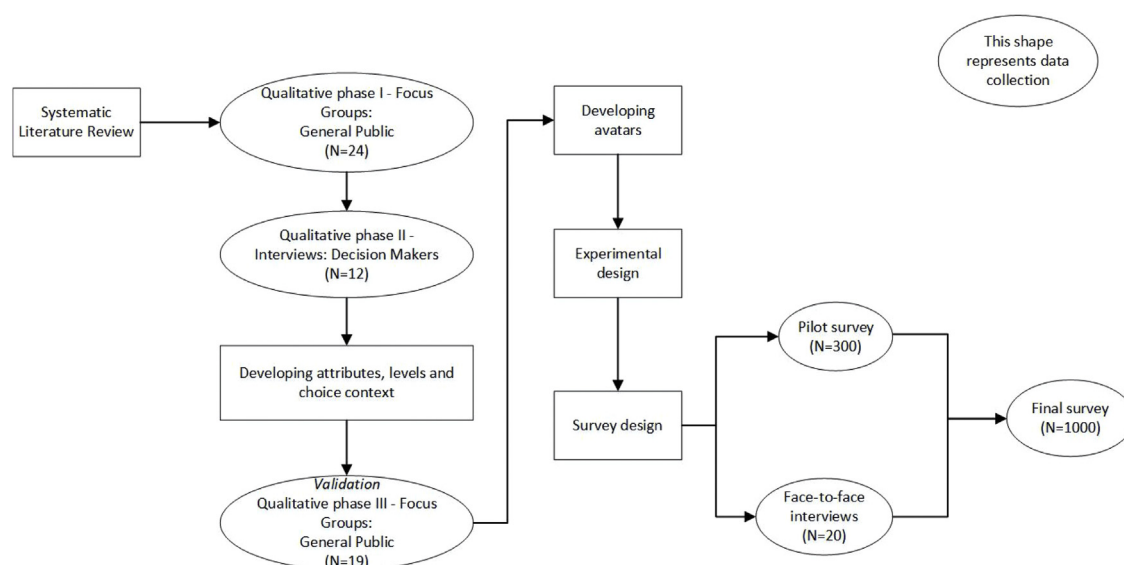 Systematic
Literature Review
Qualitative phase I - Focus
Groups:
General Public
(N=24)
Qualitative phase II -
Interviews: Decision Makers
(N=12)
Developing attributes, levels and
choice context
Validation
Qualitative phase III - Focus
Groups:
General Public
(N=19)
Developing
avatars
Experimental
design
Survey design
Pilot survey
(N=300)
Face-to-face
interviews
(N=20)
Final survey
(N=1000)
This shape
represents data
collection